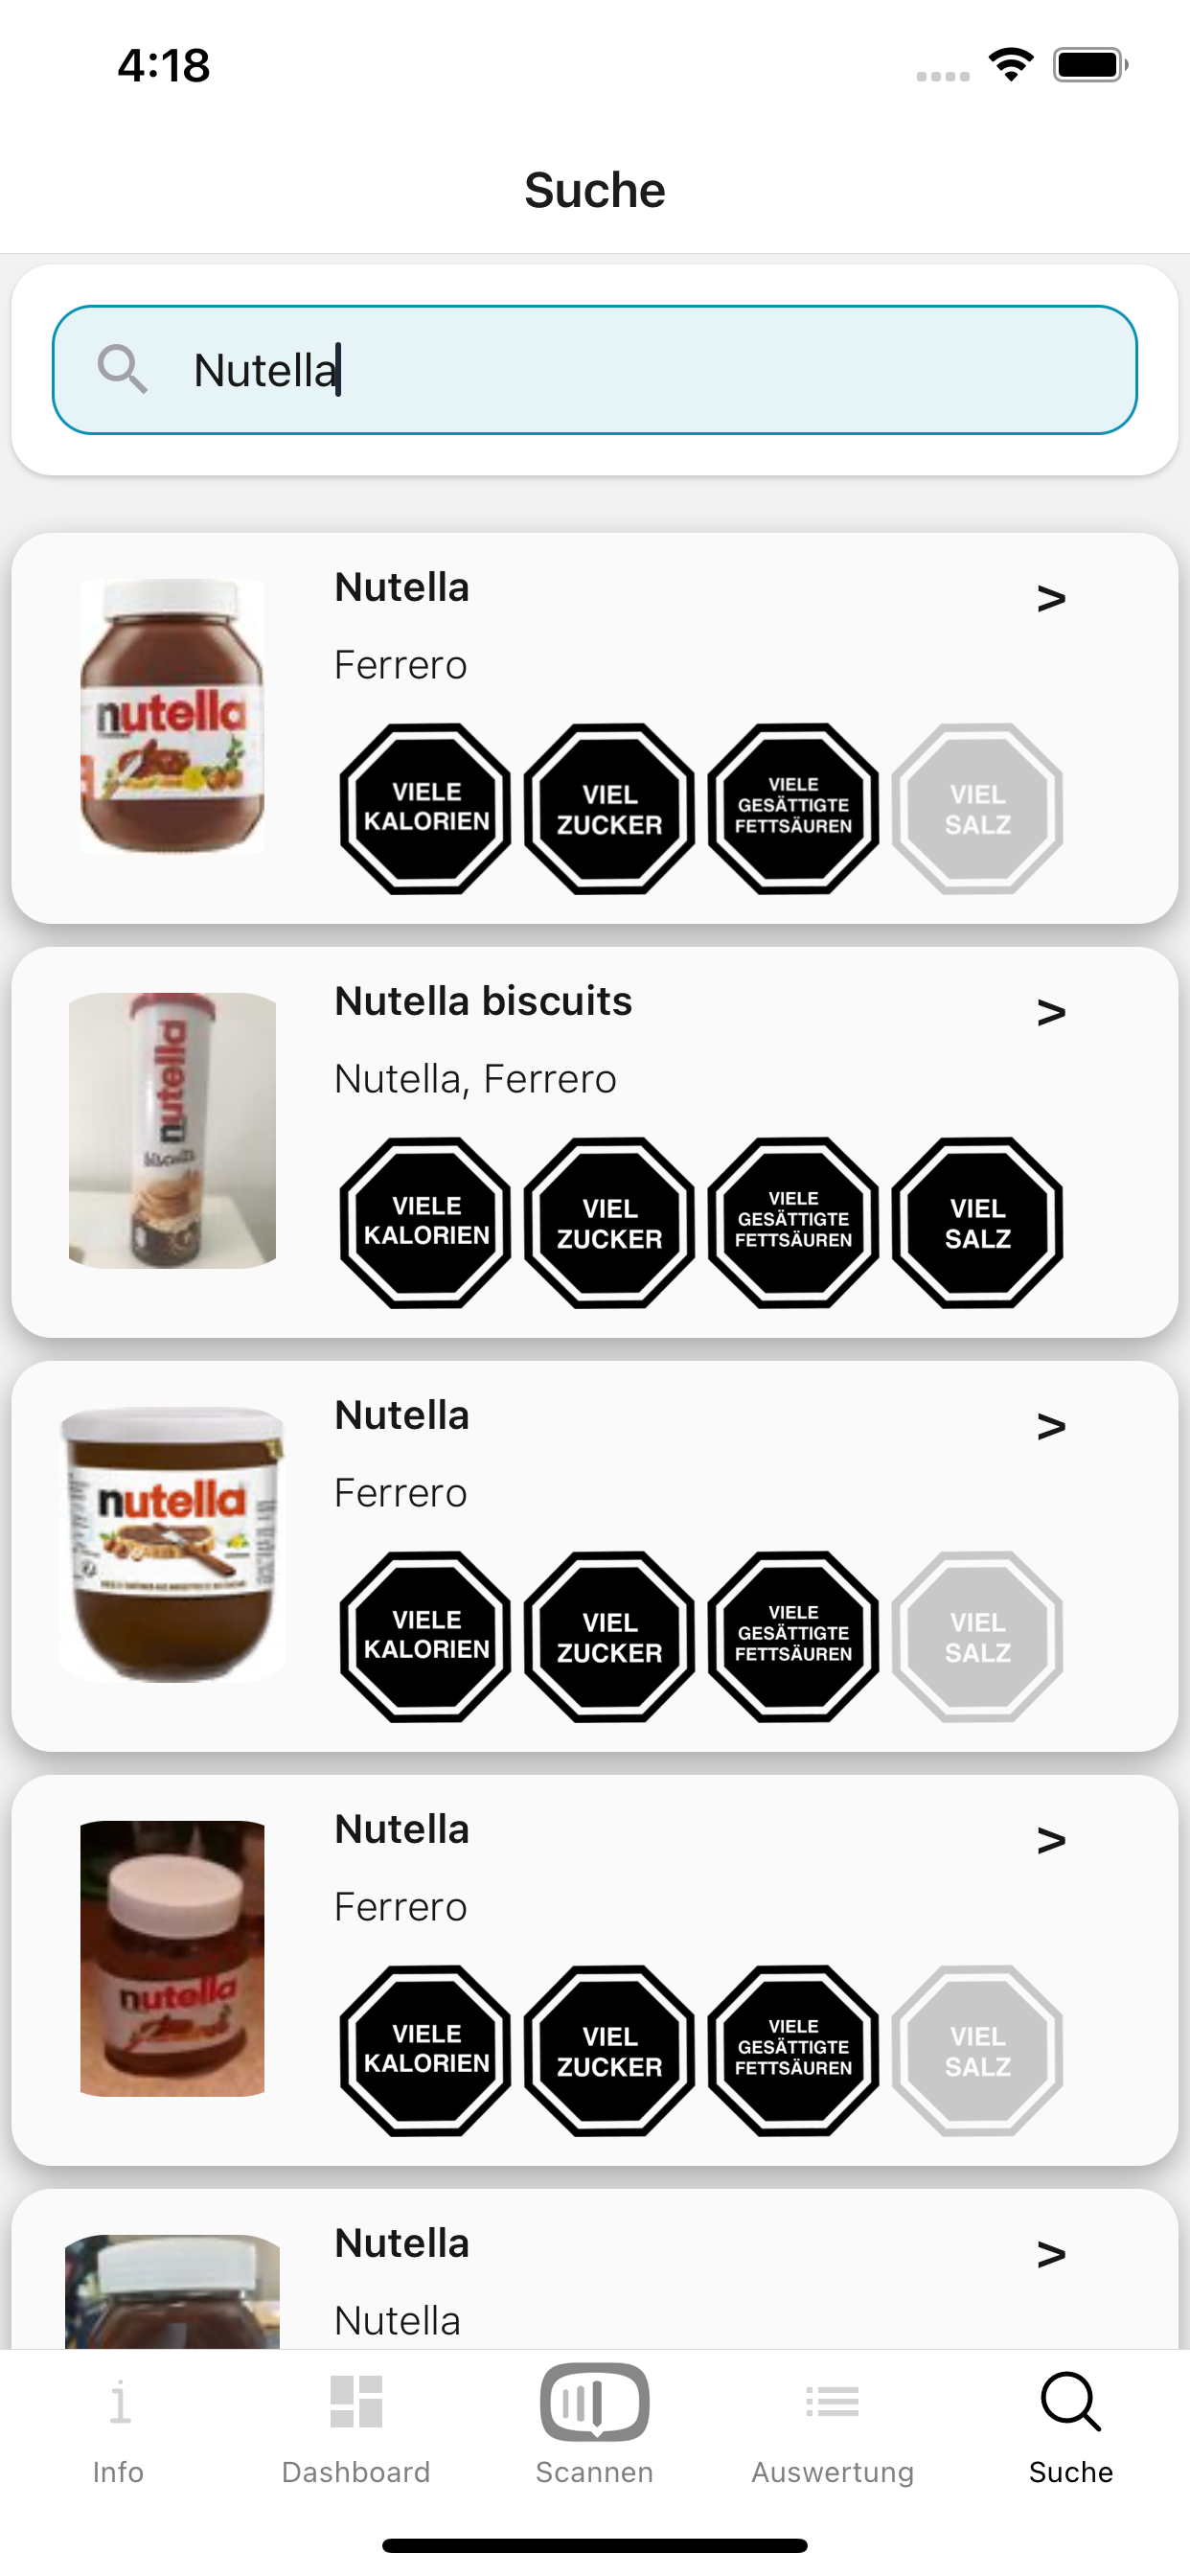 4:18
Suche
Nutella
Nutella
>
Ferrero
nutella
VIELE
KALORIEN
VIEL
ZUCKER
VIELE
GESÄTTIGTE
FETTSÄUREN
VIEL
SALZ
Nutella biscuits
>
Nutella, Ferrero
nutella
biscuits
VIELE
KALORIEN
VIEL
ZUCKER
VIELE
GESÄTTIGTE
FETTSÄUREN
VIEL
SALZ
Nutella
>
Ferrero
nutella
VIELE
KALORIEN
VIEL
ZUCKER
VIELE
GESÄTTIGTE
FETTSÄUREN
VIEL
SALZ
Nutella
>
Ferrero
nutella
VIELE
KALORIEN
VIEL
ZUCKER
VIELE
GESÄTTIGTE
FETTSÄUREN
VIEL
SALZ
Nutella
>
Nutella
Info
Dashboard
Scannen
Auswertung
Suche